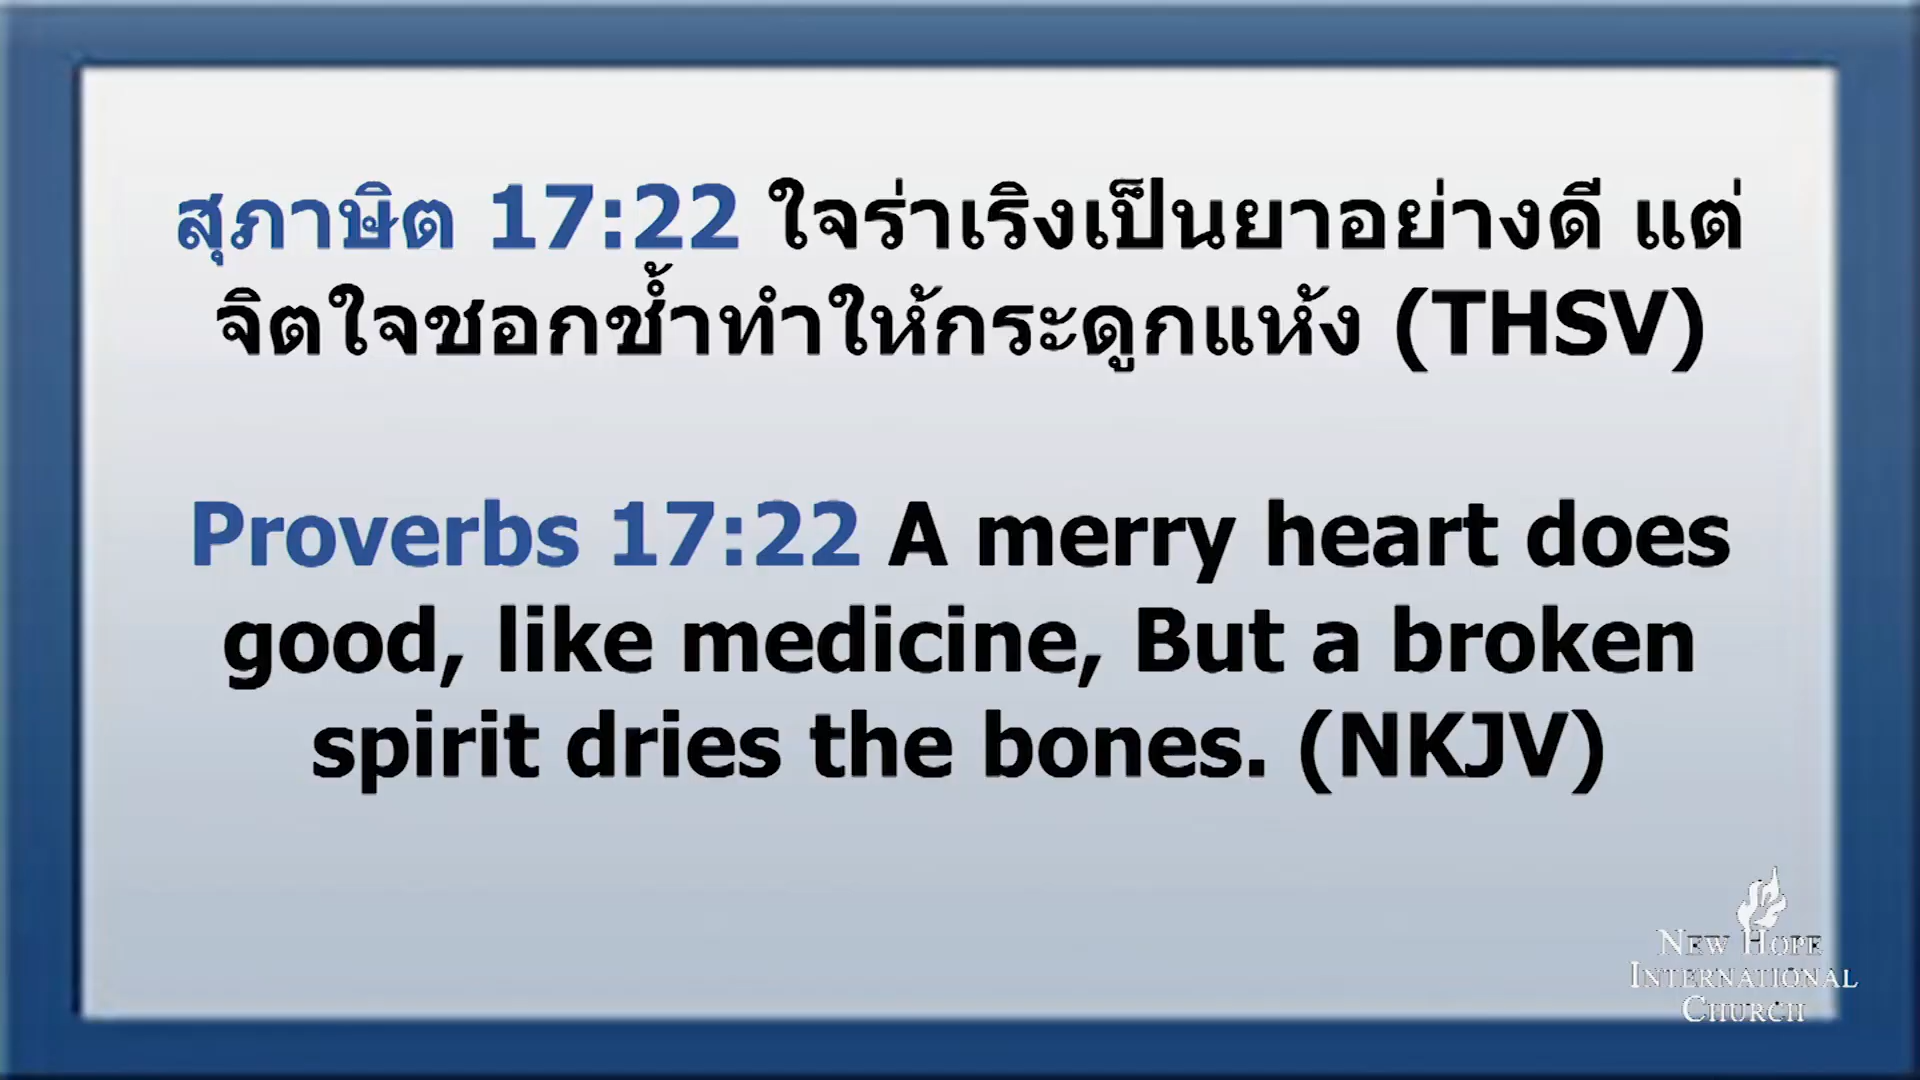 สุภาษิต 17:22 ใจร่าเริงเป็นยาอย่างดี แต่
จิตใจชอกช้ำทำให้กระดูกแห้ง (THSV)
Proverbs 17:22 A merry heart does
good, like medicine, But a broken
spirit dries the bones. (NKJV)
NEW HOPE
INTERNATIONAL
CHURCH